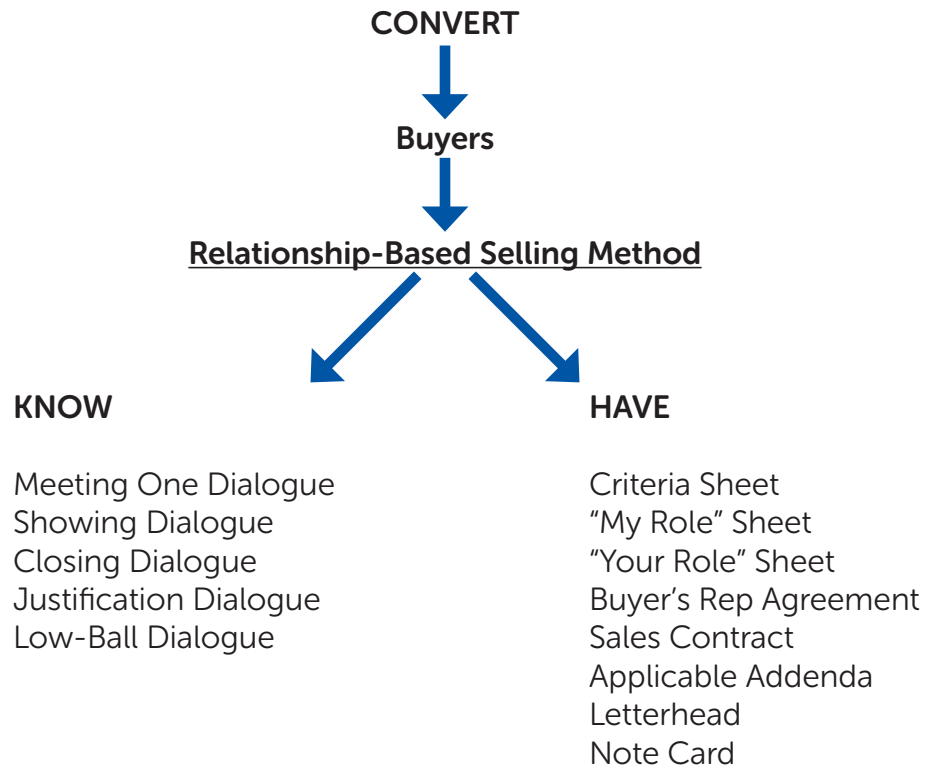 CONVERT
Buyers
Relationship-Based Selling Method
KNOW
Meeting One Dialogue
Showing Dialogue
Closing Dialogue
Justification Dialogue
Low-Ball Dialogue
HAVE
Criteria Sheet
“My Role” Sheet
“Your Role” Sheet
Buyer’s Rep Agreement
Sales Contract
Applicable Addenda
Letterhead
Note Card